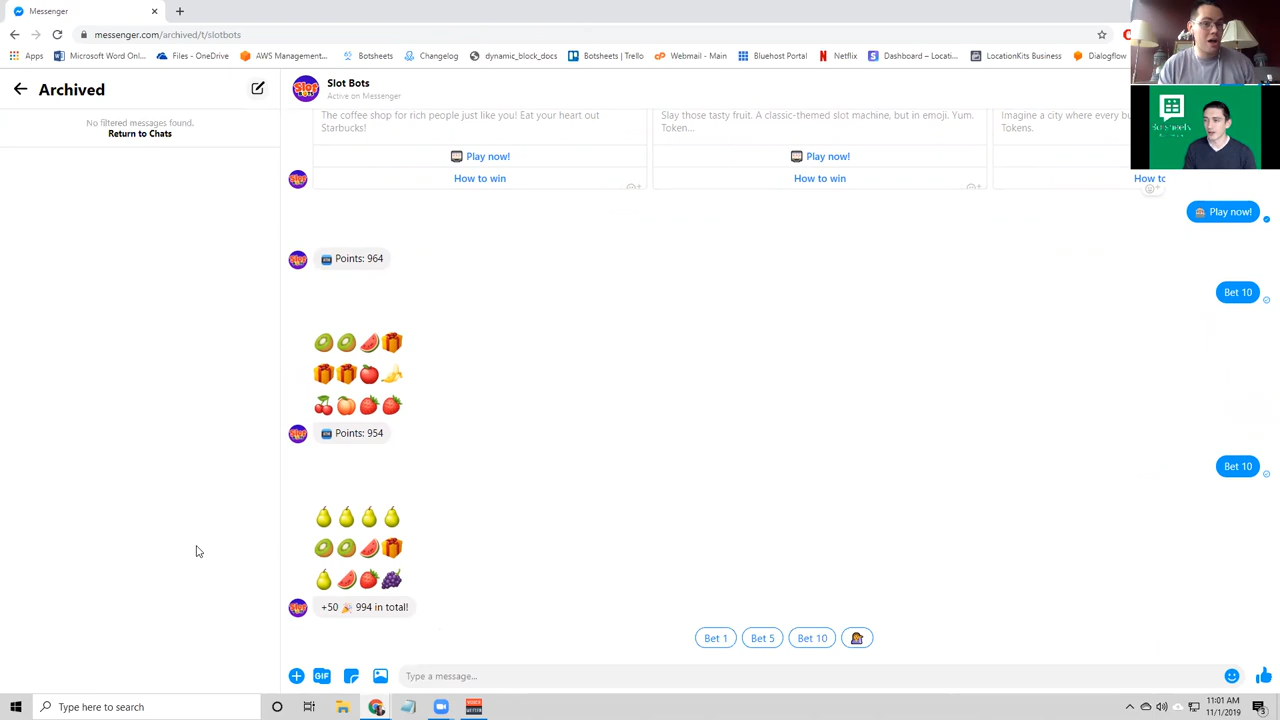 Messenger
messenger.com/archived/t/slotbots
Apps
Microsoft Word Onl...
Files - OneDrive
AWS Management...
Botsheets
Changelog
dynamic_block_docs
Botsheets | Trello
Webmail - Main
Bluehost Portal
Netflix
Dashboard – Locati...
LocationKits Business
Dialogflow
Archived
No filtered messages found.
Return to Chats
Slot Bots
Active on Messenger
The coffee shop for rich people just like you! Eat your heart out
Starbucks!
Play now!
How to win
Slay those tasty fruit. A classic-themed slot machine, but in emoji. Yum.
Token...
Play now!
How to win
Imagine a city where every bu
Tokens.
How to
Play now!
Points: 964
Bet 10
Points: 954
Bet 10
+50 🎉 994 in total!
Bet 1
Bet 5
Bet 10
GIF
Type a message...
Type here to search
11:01 AM
11/1/2019
3